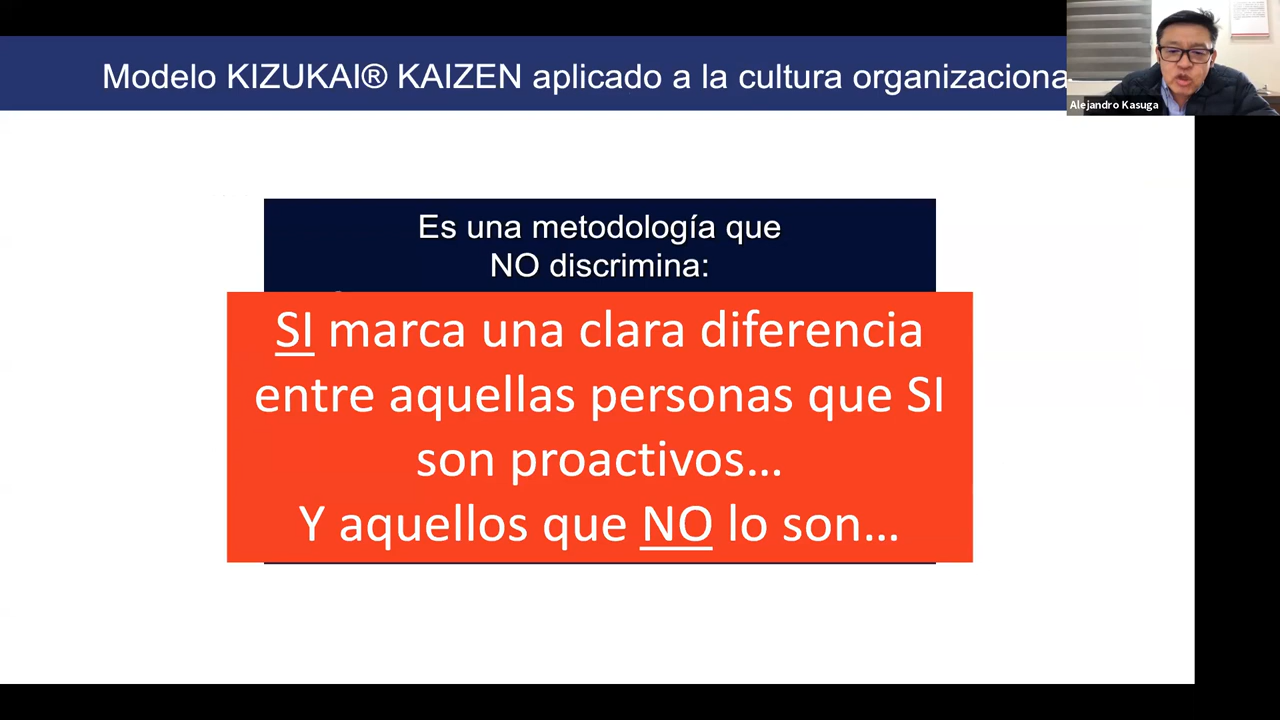 Modelo KIZUKAI® KAIZEN aplicado a la cultura organizaciona
Alejandro Kasuga
Es una metodología que
NO discrimina:
SI marca una clara diferencia
entre aquellas personas que SI
son proactivos...
Y aquellos que NO lo son...